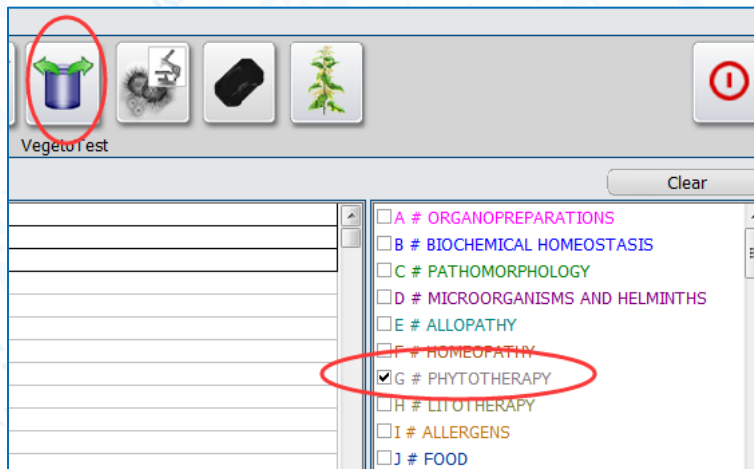 VegetoTest
Clear
A # ORGANOPREPARATIONS
B # BIOCHEMICAL HOMEOSTASIS
C # PATHOMORPHOLOGY
D # MICROORGANISMS AND HELMINTHS
E # ALLOPATHY
F # HOMEOPATHY
G # PHYTOTHERAPY
H # LITOTHERAPY
I # ALLERGENS
J # FOOD